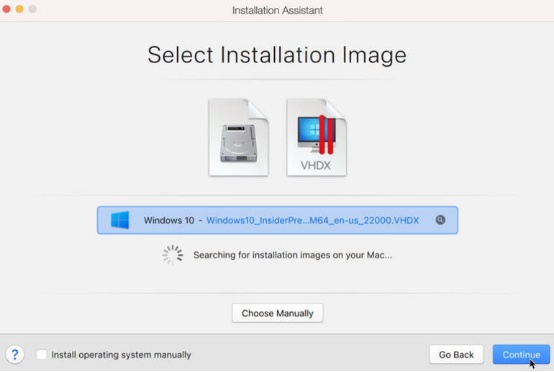 Installation Assistant
Select Installation Image
VHDX
Windows 10 - Windows10_InsiderPre...M64_en-us_22000.VHDX
Searching for installation images on your Mac...
Choose Manually
? Install operating system manually Go Back Continue